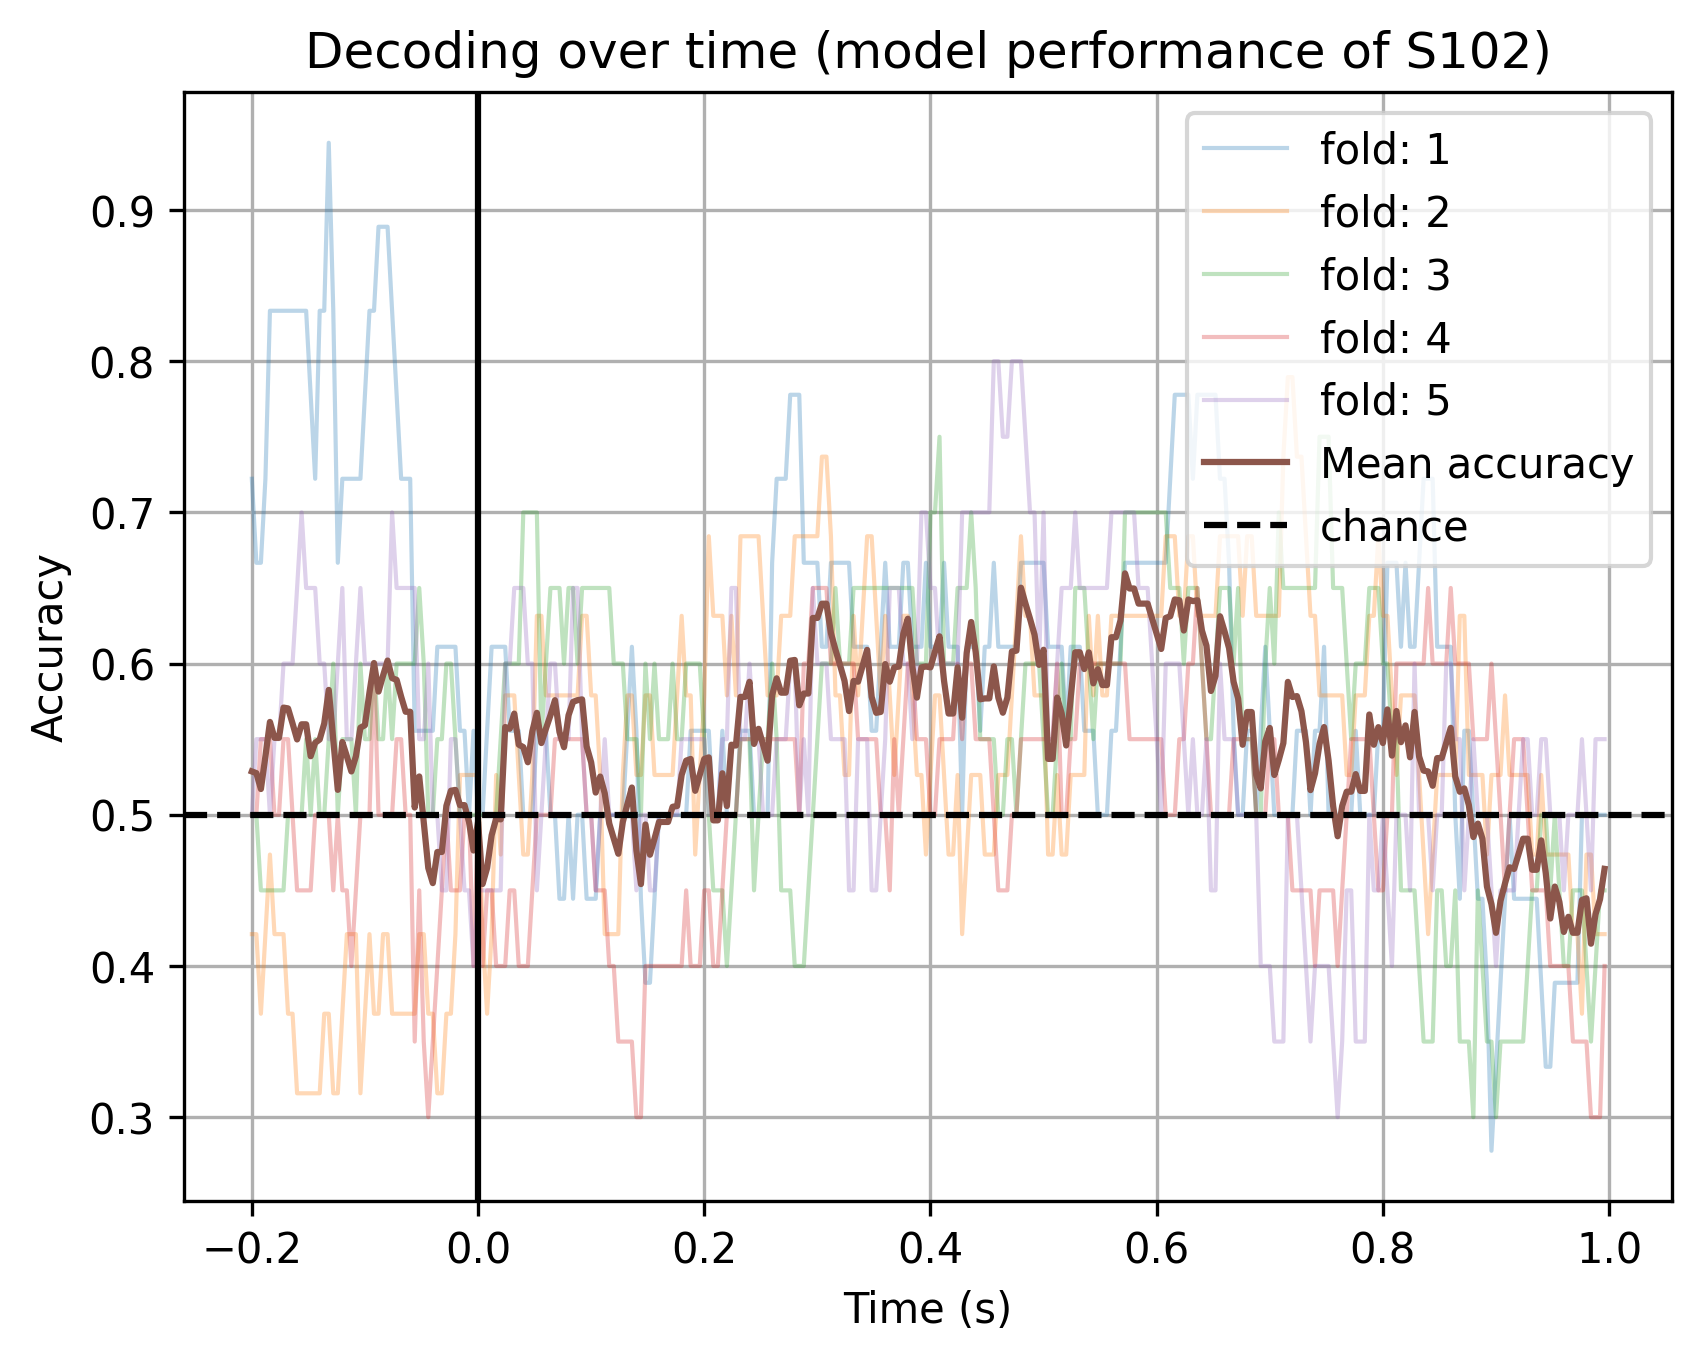 Decoding over time (model performance of S102)
fold: 1
fold: 2
fold: 3
fold: 4
fold: 5
Mean accuracy
chance
Accuracy
0.9
0.8
0.7
0.6
0.5
0.4
0.3
−0.2 0.0 0.2 0.4 0.6 0.8 1.0
Time (s)